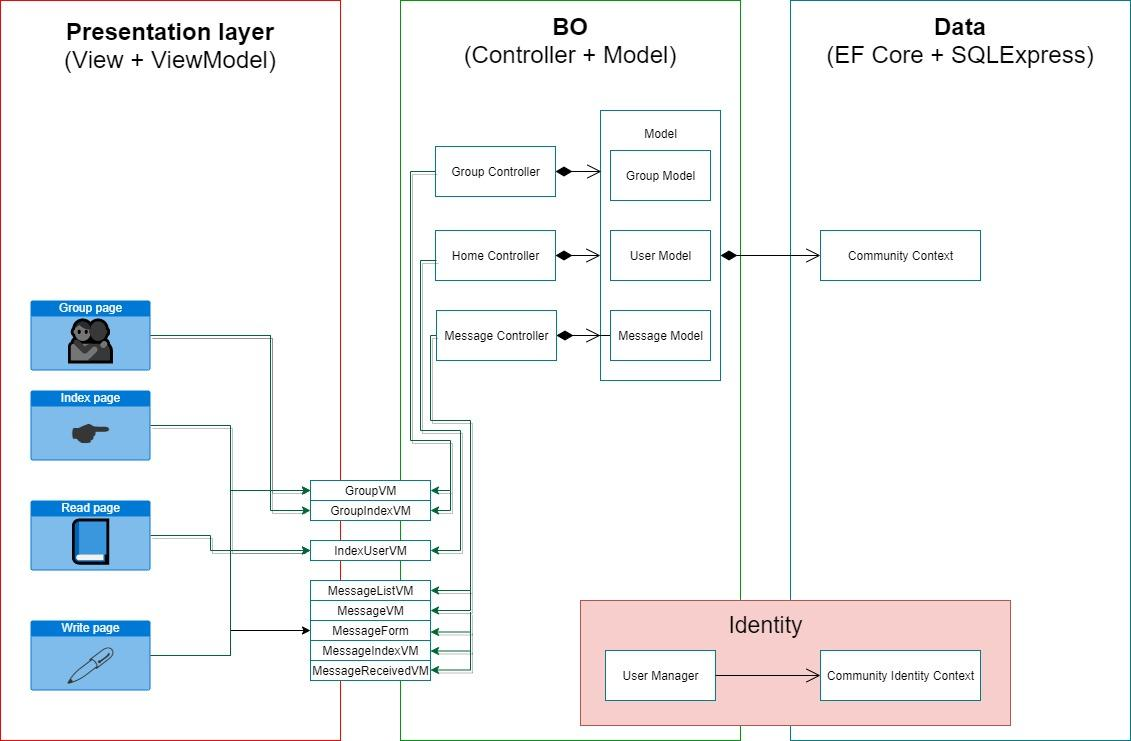 Presentation layer
(View + ViewModel)
BO
(Controller + Model)
Data
(EF Core + SQLExpress)
Model
Group Controller
Group Model
Home Controller
User Model
Community Context
Message Controller
Message Model
Group page
Index page
Read page
Write page
GroupVM
GroupIndexVM
IndexUserVM
MessageListVM
MessageVM
MessageForm
MessageIndexVM
MessageReceivedVM
Identity
User Manager
Community Identity Context